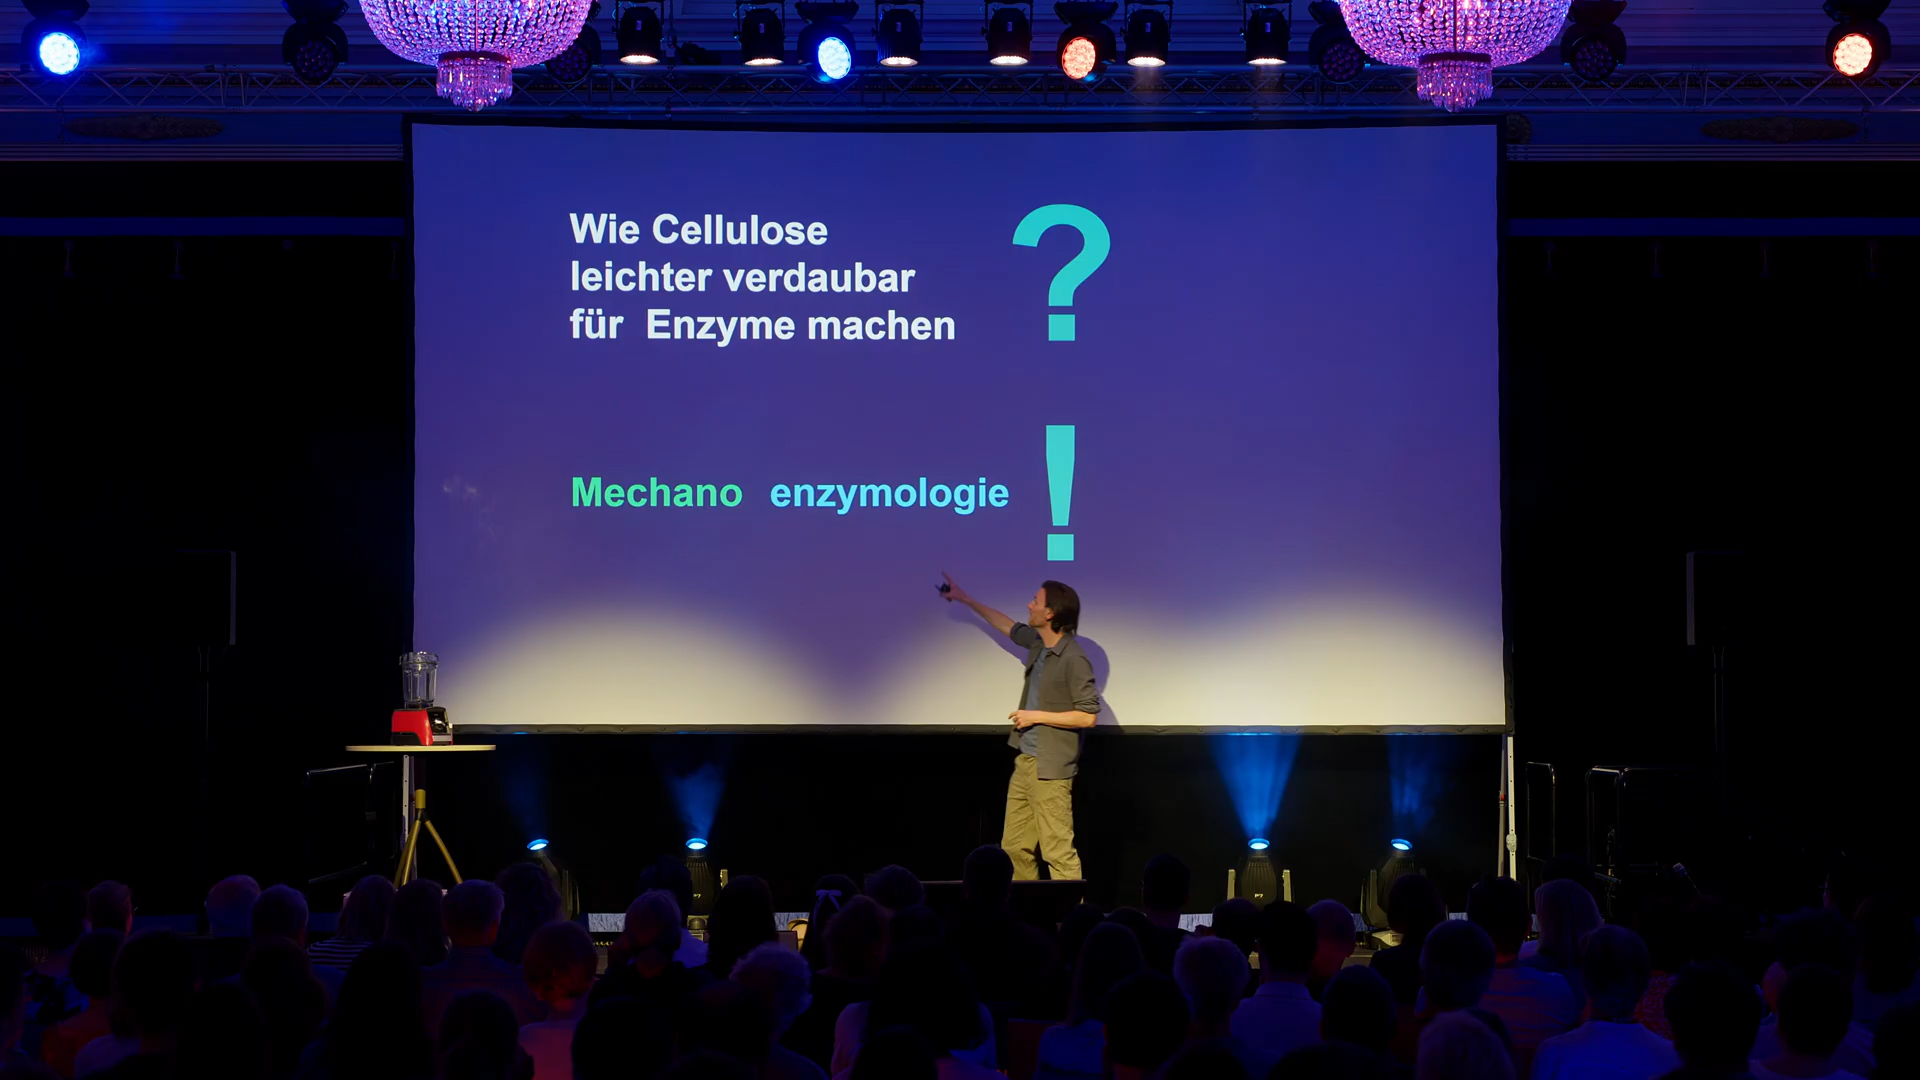 Wie Cellulose
leichter verdaubar
für Enzyme machen
?
Mechano enzymologie
!